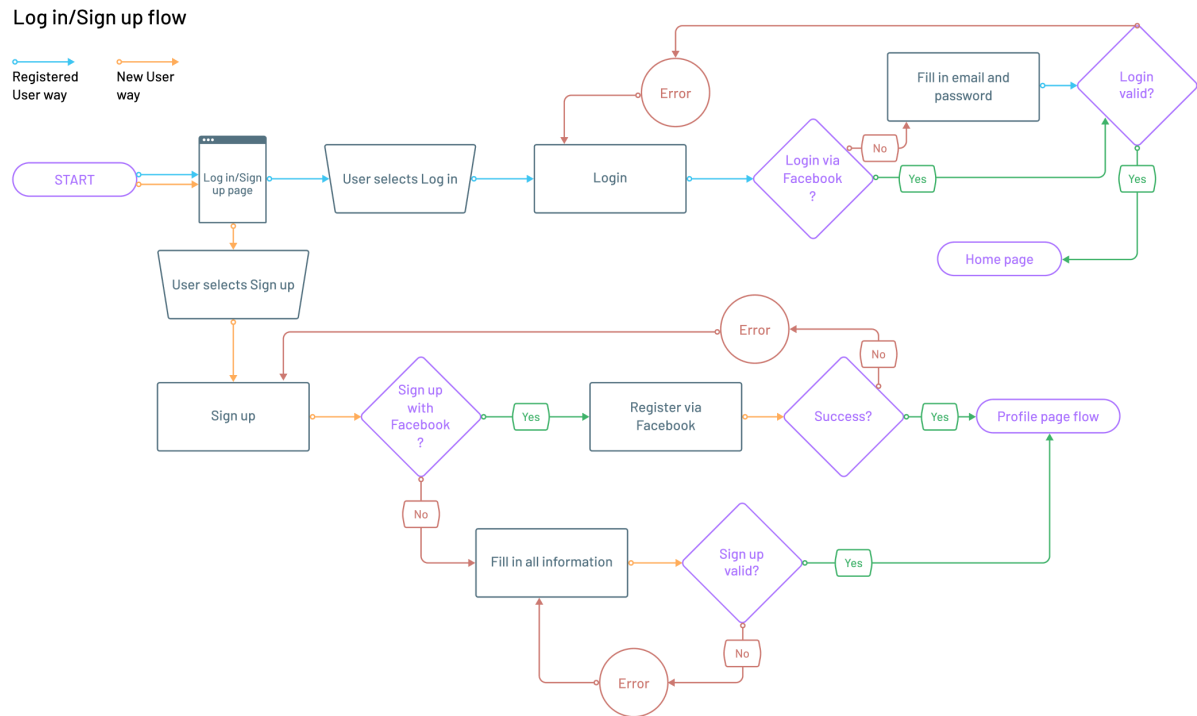 Log in/Sign up flow
Registered
User way
New User
way
START
Log in/Sign
up page
User selects Log in
Login
Error
Login via
Facebook
?
No
Yes
Fill in email and
password
Login
valid?
Yes
Home page
User selects Sign up
Sign up
Sign up
with
Facebook
?
Yes
Register via
Facebook
Success?
No
Error
Yes
Profile page flow
No
Fill in all information
Sign up
valid?
Yes
No
Error